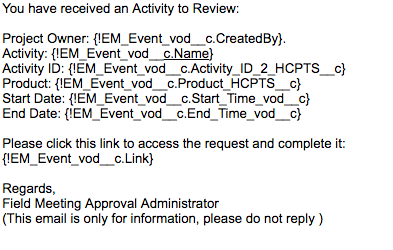 You have received an Activity to Review:
Project Owner: {!EM_Event_vod__c.CreatedBy}.
Activity: {!EM_Event_vod__c.Name}
Activity ID: {!EM_Event_vod__c.Activity_ID_2_HCPTS__c}
Product: {!EM_Event_vod__c.Product_HCPTS__c}
Start Date: {!EM_Event_vod__c.Start_Time_vod__c}
End Date: {!EM_Event_vod__c.End_Time_vod__c}
Please click this link to access the request and complete it:
{!EM_Event_vod__c.Link}
Regards,
Field Meeting Approval Administrator
(This email is only for information, please do not reply )